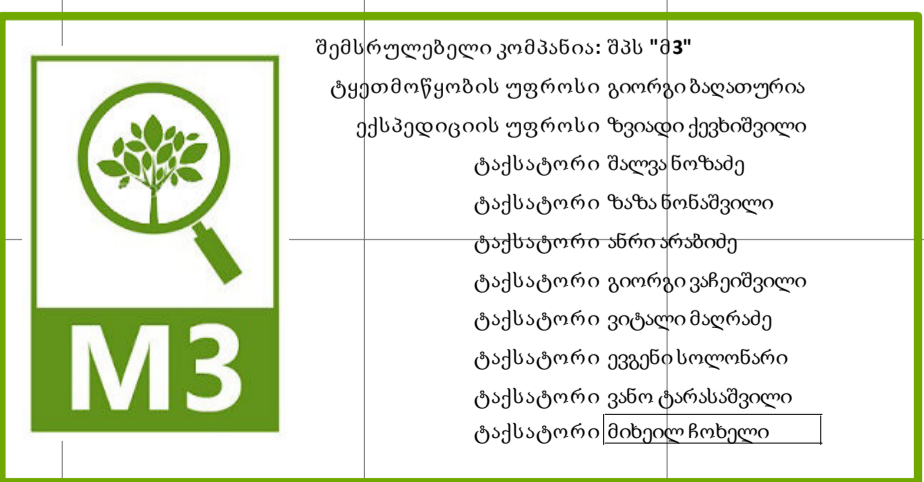 შემსრულებელი კომპანია: შპს "მ3"
ტყეთმოწყობის უფროსი გიორგი ბაღათურია
ექსპედიციის უფროსი ზვიადი ქევხიშვილი
ტაქსატორი შალვა ნოზაძე
ტაქსატორი ზაზა ნონაშვილი
ტაქსატორი ანრი არაბიძე
ტაქსატორი გიორგი ვაჩეიშვილი
ტაქსატორი ვიტალი მაღრაძე
ტაქსატორი ევგენი სოლონარი
ტაქსატორი ვანო ტარასაშვილი
ტაქსატორი მიხეილ ჩოხელი
M3